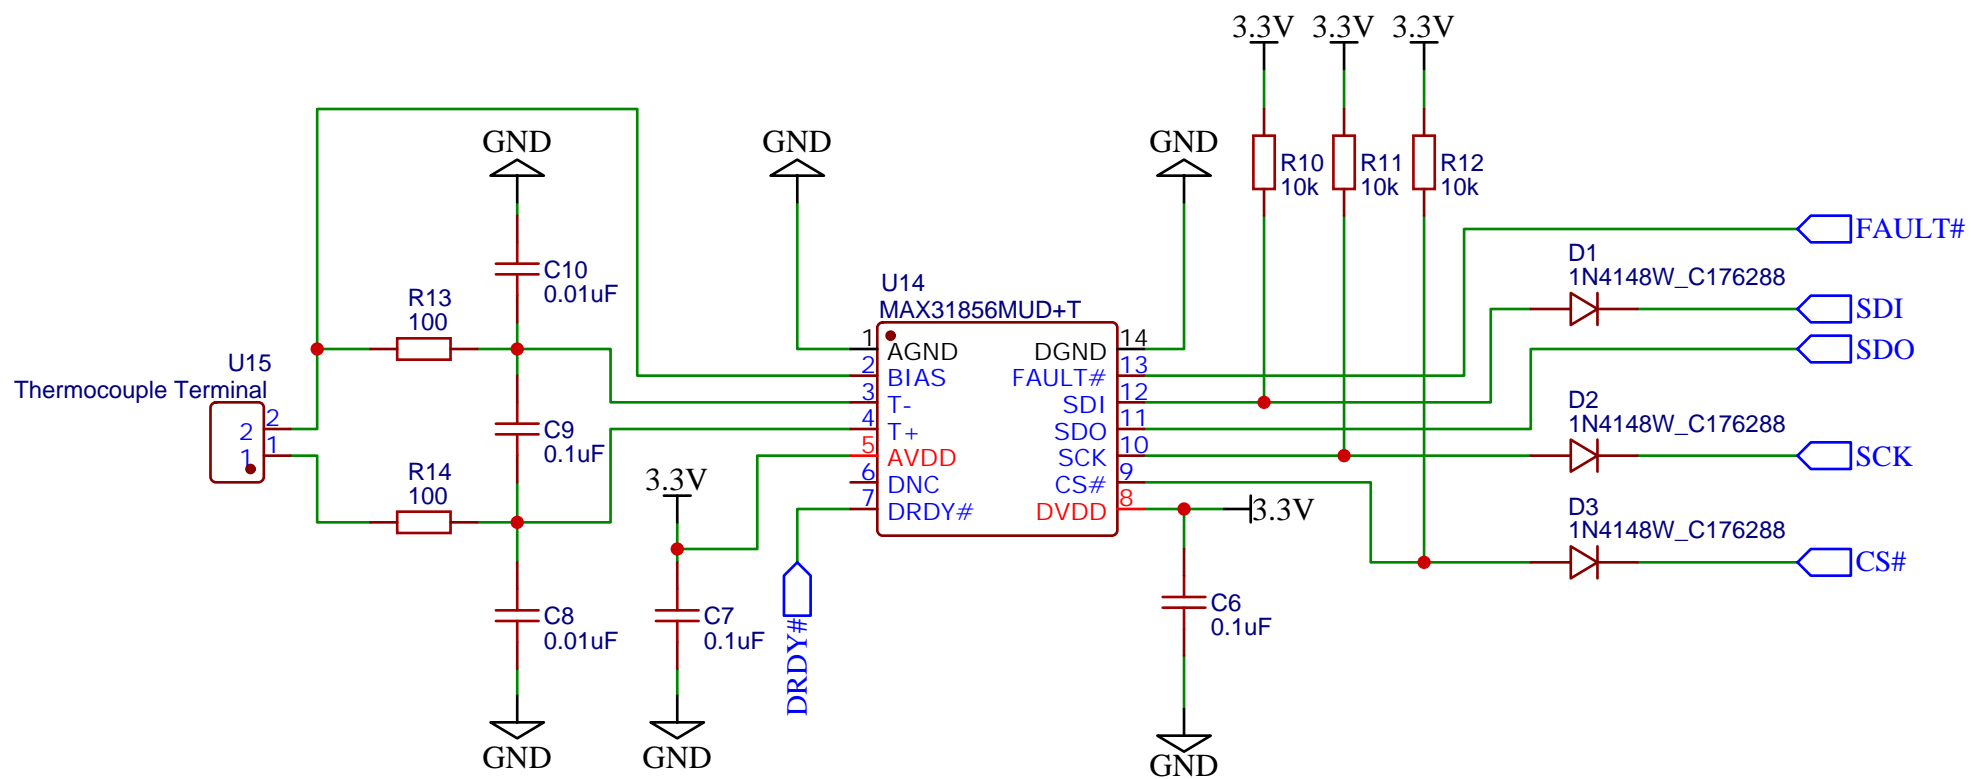 3.3V 3.3V 3.3V
GND GND GND
R10
10k
R11
10k
R12
10k
FAULT#
C10
0.01uF
D1
1N4148W_C176288
SDI
R13
100
U14
MAX31856MUD+T
SDO
U15
Thermocouple Terminal
2 2
1 1
1 AGND
2 BIAS
3 T-
4 T+
5 AVDD
6 DNC
7 DRDY#
DGND 14
FAULT# 13
SDI 12
SDO 11
SCK 10
CS# 9
DVDD 8
D2
1N4148W_C176288
SCK
C9
0.1uF
R14
100
3.3V
3.3V
D3
1N4148W_C176288
CS#
C8
0.01uF
C7
0.1uF
DRDY#
C6
0.1uF
GND GND GND